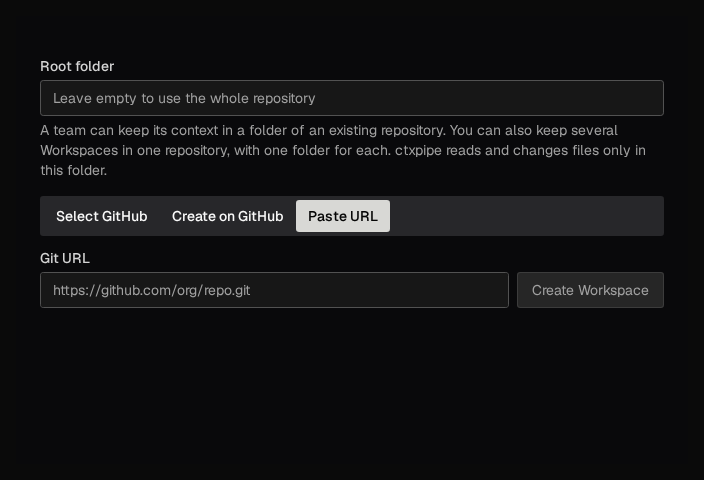 Root folder
Leave empty to use the whole repository
A team can keep its context in a folder of an existing repository. You can also keep several
Workspaces in one repository, with one folder for each. ctxpipe reads and changes files only in
this folder.
Select GitHub Create on GitHub Paste URL
Git URL
https://github.com/org/repo.git Create Workspace